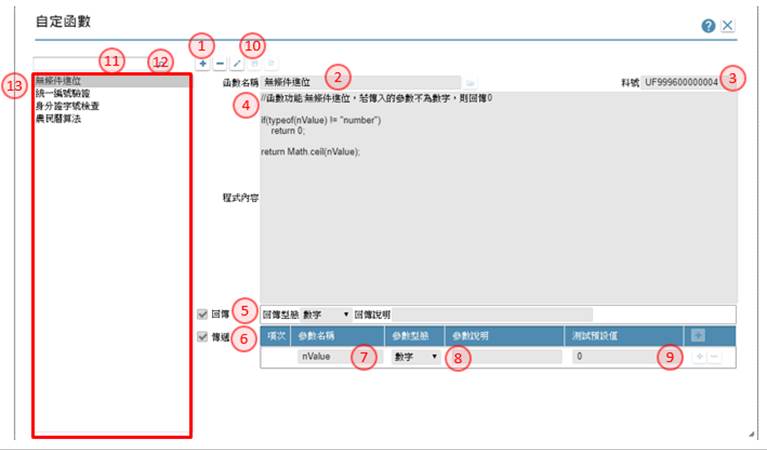 自定函數
1
10
11
12
13
無條件進位
統一編號驗證
身分證字號檢查
農民曆算法
函數名稱 無條件進位 2 料號 UF999600000004 3
4 //函數功能:無條件進位,若傳入的參數不為數字,則回傳0
if(typeof(nValue) != "number")
return 0;
return Math.ceil(nValue);
程式內容
回傳 5 回傳型態 數字 回傳說明
傳遞 6 項次 參數名稱 參數型態 參數說明 測試預設值
nValue 7 數字 8 0 9